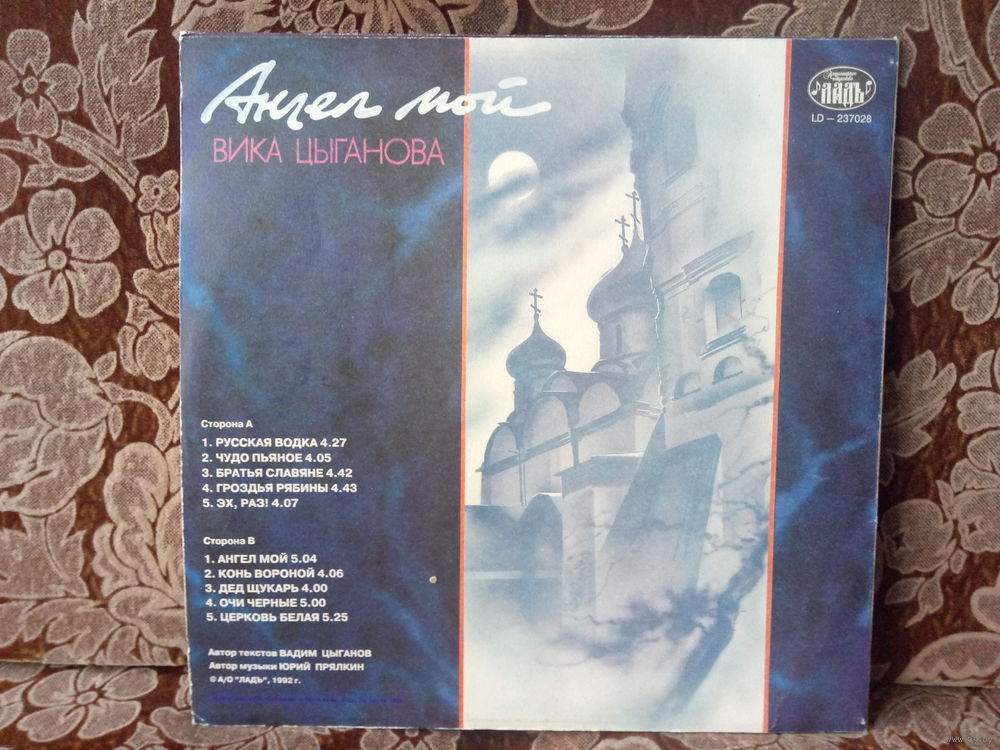 Ангел мой
ВИКА ЦЫГАНОВА
ЛАДЪ
LD – 237028
Сторона А
1. РУССКАЯ ВОДКА 4.27
2. ЧУДО ПЬЯНОЕ 4.05
3. БРАТЬЯ СЛАВЯНЕ 4.42
4. ГРОЗДЬЯ РЯБИНЫ 4.43
5. ЭХ, РАЗ! 4.07
Сторона В
1. АНГЕЛ МОЙ 5.04
2. КОНЬ ВОРОНОЙ 4.06
3. ДЕД ЩУКАРЬ 4.00
4. ОЧИ ЧЕРНЫЕ 5.00
5. ЦЕРКОВЬ БЕЛАЯ 5.25
Автор текстов ВАДИМ ЦЫГАНОВ
Автор музыки ЮРИЙ ПРЯЛКИН
© А/О "ЛАДЪ", 1992 г.